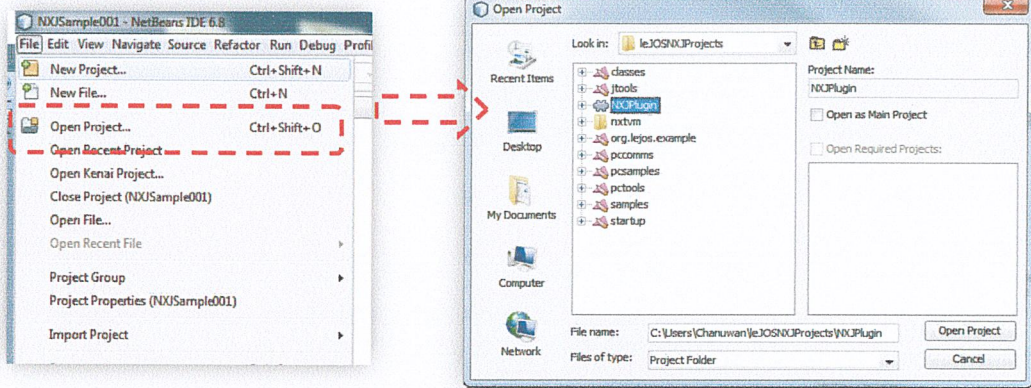 NXJSample001 - NetBeans IDE 6.8
File Edit View Navigate Source Refactor Run Debug Profi
New Project... Ctrl+Shift+N
New File... Ctrl+N
Open Project... Ctrl+Shift+O
Open Recent Project
Open Kenai Project...
Close Project (NXJSample001)
Open File...
Open Recent File
Project Group
Project Properties (NXJSample001)
Import Project
Open Project
Look in: leJOSNXJProjects
Recent Items
Desktop
My Documents
Computer
Network
classes
jtools
NXJPlugin
nxtvm
org.lejos.example
pccomms
pcsamples
pctools
samples
startup
Project Name:
NXJPlugin
Open as Main Project
Open Required Projects:
File name: C:\Users\Chanuwan\leJOSNXJProjects\NXJPlugin
Open Project
Files of type: Project Folder
Cancel